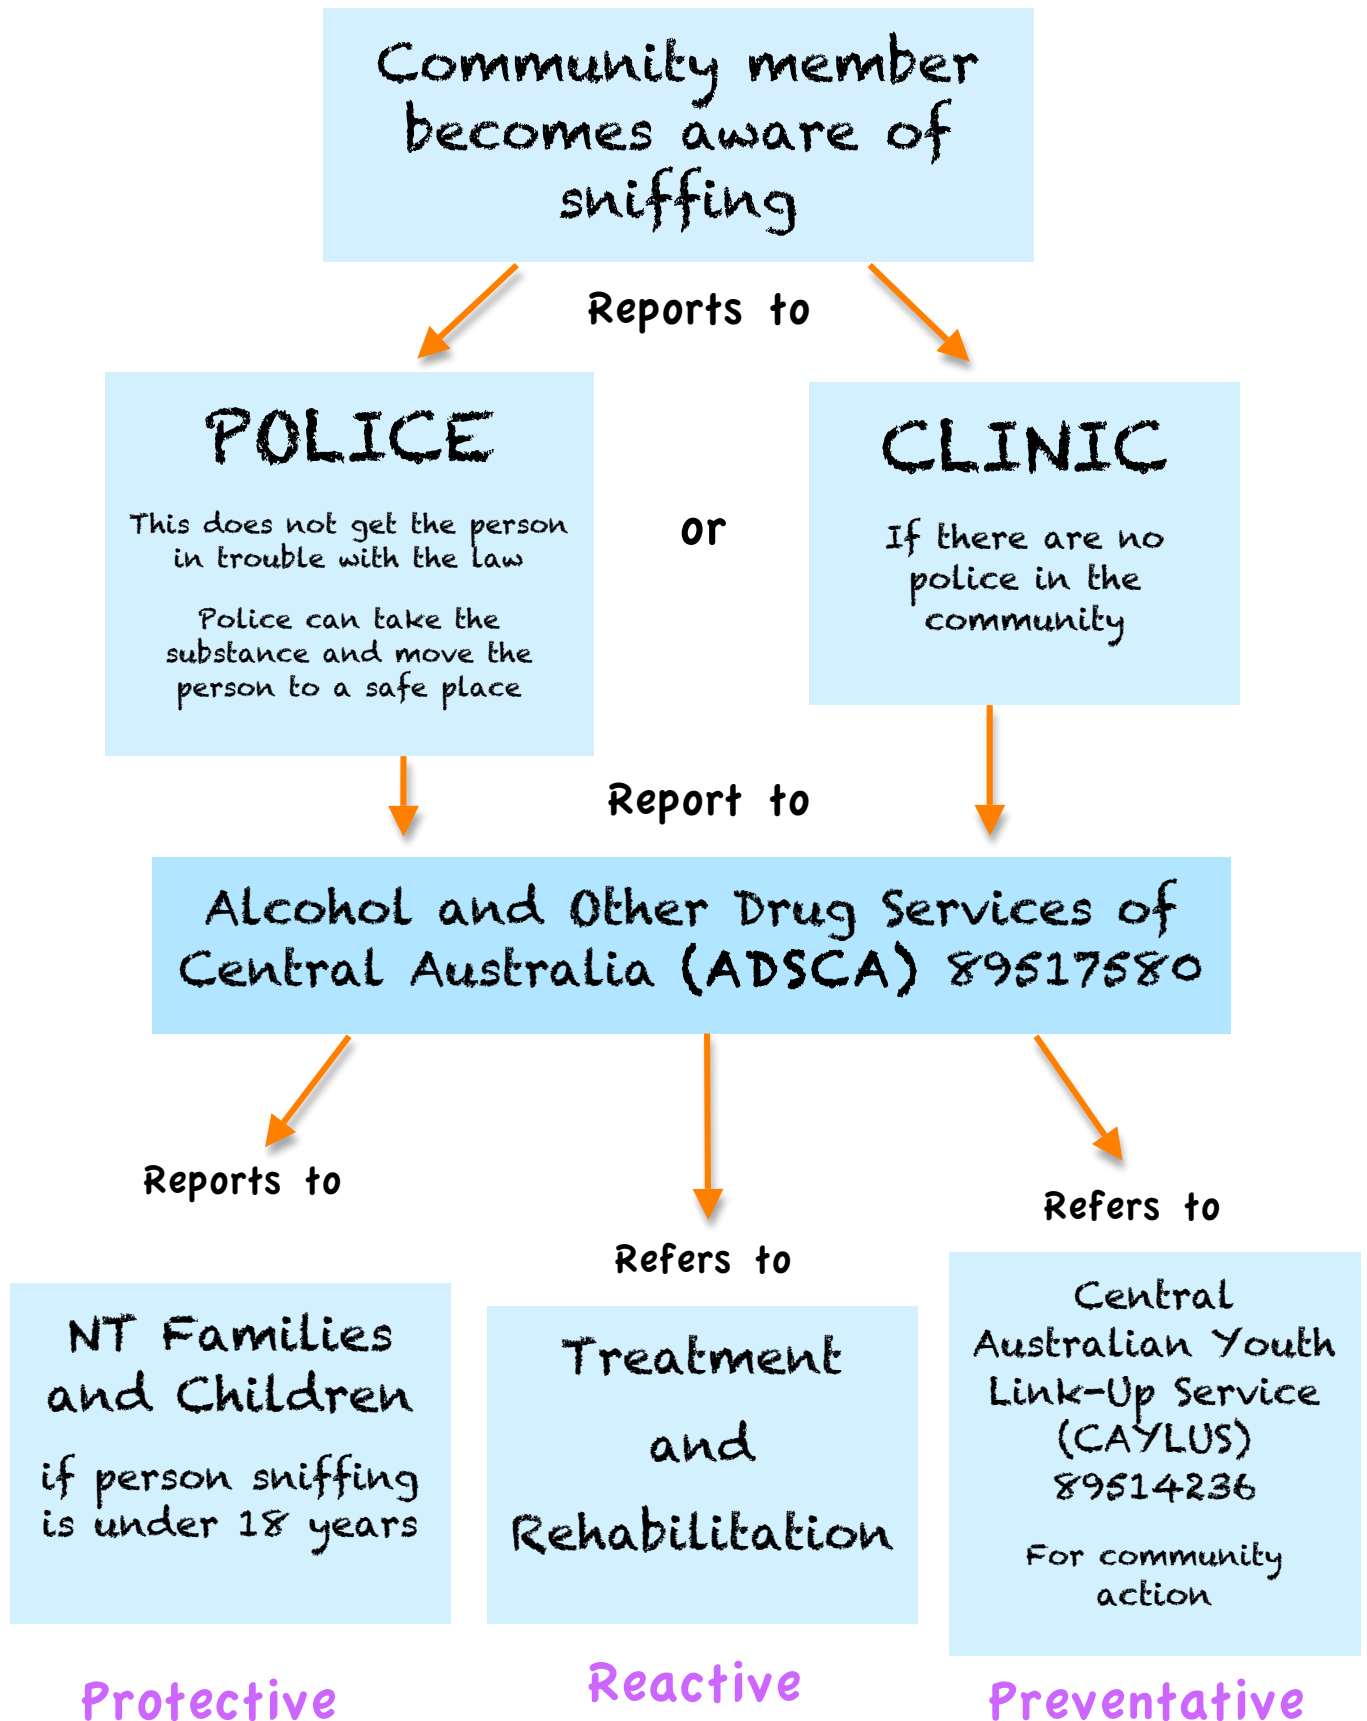 Community member
becomes aware of
sniffing
Reports to
POLICE
This does not get the person
in trouble with the law
Police can take the
substance and move the
person to a safe place
or
CLINIC
If there are no
police in the
community
Report to
Alcohol and Other Drug Services of
Central Australia (ADSCA) 89517580
Reports to
NT Families
and Children
if person sniffing
is under 18 years
Protective
Refers to
Treatment
and
Rehabilitation
Reactive
Refers to
Central
Australian Youth
Link-Up Service
(CAYLUS)
89514236
For community
action
Preventative